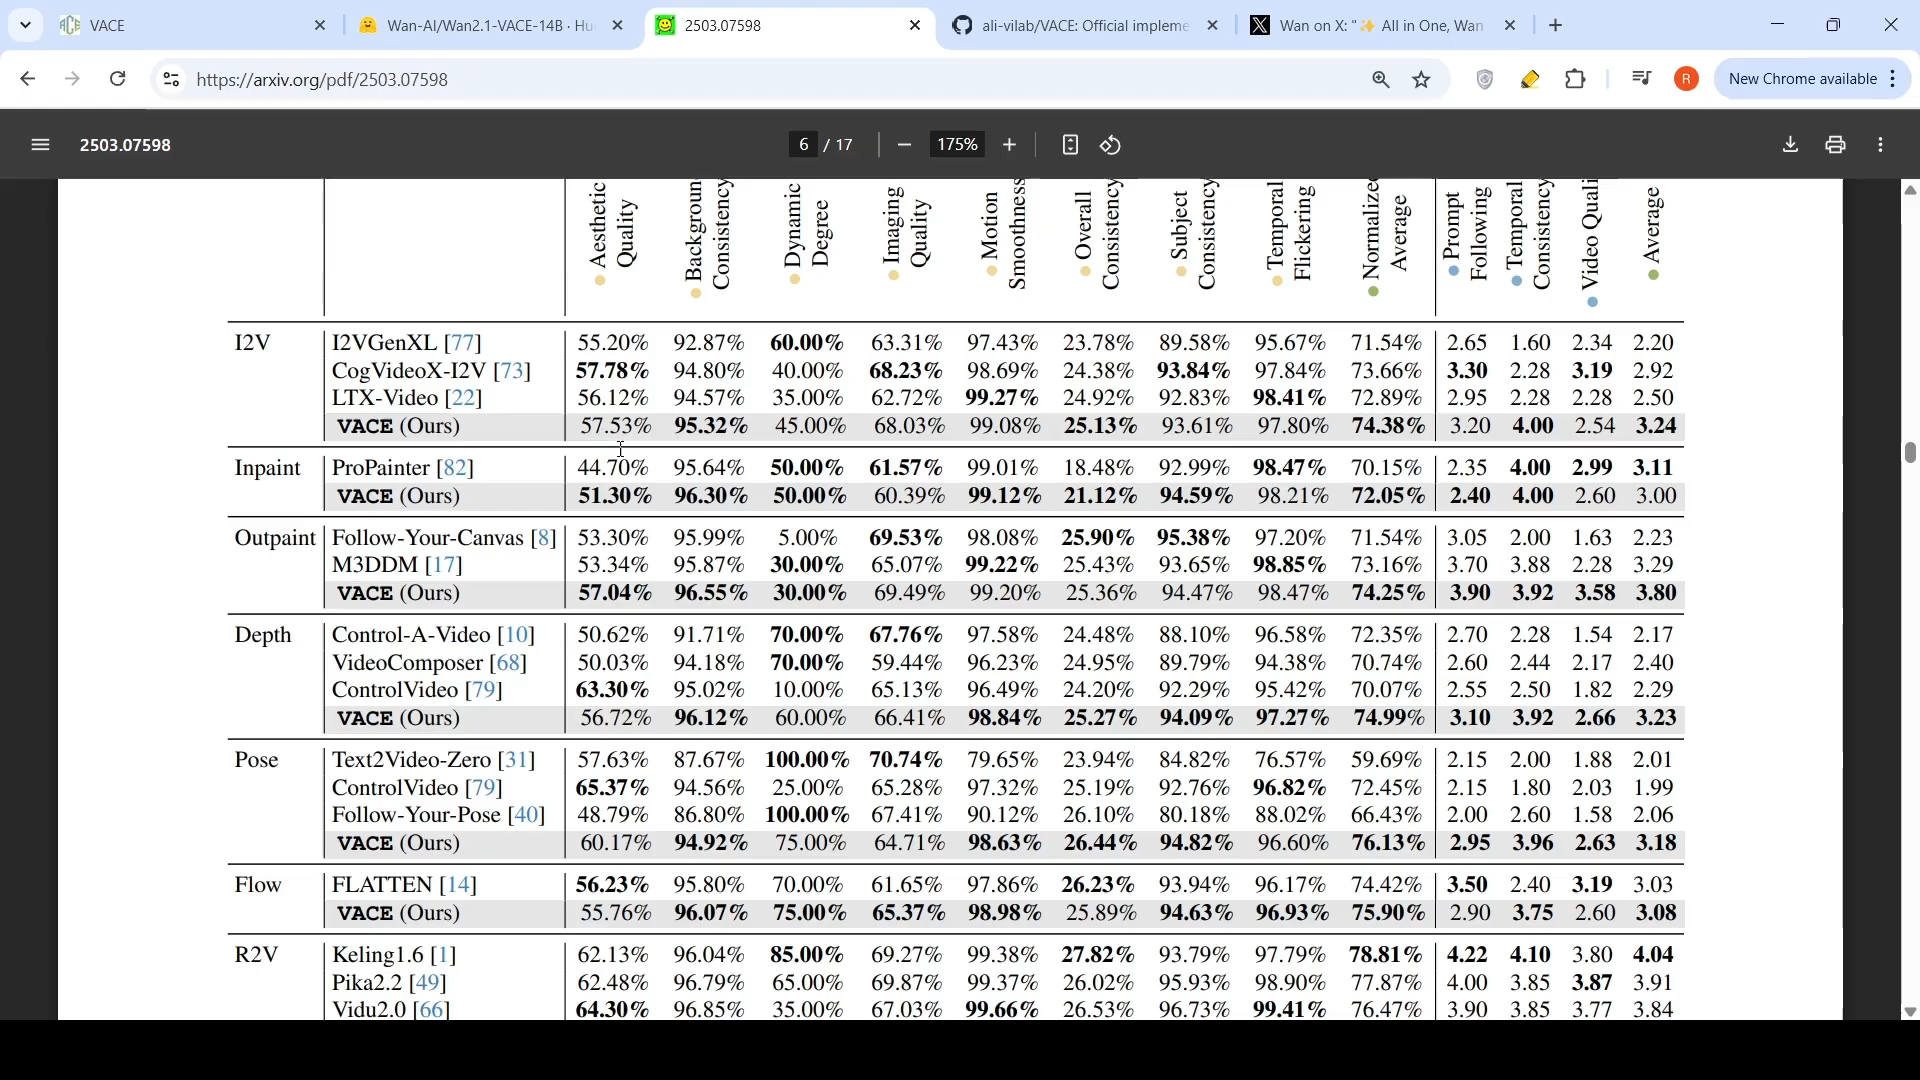 VACE
Wan-AI/Wan2.1-VACE-14B · Hu
2503.07598
ali-vilab/VACE: Official impleme
Wan on X: "✨ All in One, Wan
https://arxiv.org/pdf/2503.07598
R
New Chrome available
2503.07598
6 / 17
175%
Aesthetic Quality
Background Consistency
Dynamic Degree
Imaging Quality
Motion Smoothness
Overall Consistency
Subject Consistency
Temporal Flickering
Normalized Average
Prompt Following
Temporal Consistency
Video Quali
Average
I2V I2VGenXL [77] 55.20% 92.87% 60.00% 63.31% 97.43% 23.78% 89.58% 95.67% 71.54% 2.65 1.60 2.34 2.20
CogVideoX-I2V [73] 57.78% 94.80% 40.00% 68.23% 98.69% 24.38% 93.84% 97.84% 73.66% 3.30 2.28 3.19 2.92
LTX-Video [22] 56.12% 94.57% 35.00% 62.72% 99.27% 24.92% 92.83% 98.41% 72.89% 2.95 2.28 2.28 2.50
VACE (Ours) 57.53% 95.32% 45.00% 68.03% 99.08% 25.13% 93.61% 97.80% 74.38% 3.20 4.00 2.54 3.24
Inpaint ProPainter [82] 44.70% 95.64% 50.00% 61.57% 99.01% 18.48% 92.99% 98.47% 70.15% 2.35 4.00 2.99 3.11
VACE (Ours) 51.30% 96.30% 50.00% 60.39% 99.12% 21.12% 94.59% 98.21% 72.05% 2.40 4.00 2.60 3.00
Outpaint Follow-Your-Canvas [8] 53.30% 95.99% 5.00% 69.53% 98.08% 25.90% 95.38% 97.20% 71.54% 3.05 2.00 1.63 2.23
M3DDM [17] 53.34% 95.87% 30.00% 65.07% 99.22% 25.43% 93.65% 98.85% 73.16% 3.70 3.88 2.28 3.29
VACE (Ours) 57.04% 96.55% 30.00% 69.49% 99.20% 25.36% 94.47% 98.47% 74.25% 3.90 3.92 3.58 3.80
Depth Control-A-Video [10] 50.62% 91.71% 70.00% 67.76% 97.58% 24.48% 88.10% 96.58% 72.35% 2.70 2.28 1.54 2.17
VideoComposer [68] 50.03% 94.18% 70.00% 59.44% 96.23% 24.95% 89.79% 94.38% 70.74% 2.60 2.44 2.17 2.40
ControlVideo [79] 63.30% 95.02% 10.00% 65.13% 96.49% 24.20% 92.29% 95.42% 70.07% 2.55 2.50 1.82 2.29
VACE (Ours) 56.72% 96.12% 60.00% 66.41% 98.84% 25.27% 94.09% 97.27% 74.99% 3.10 3.92 2.66 3.23
Pose Text2Video-Zero [31] 57.63% 87.67% 100.00% 70.74% 79.65% 23.94% 84.82% 76.57% 59.69% 2.15 2.00 1.88 2.01
ControlVideo [79] 65.37% 94.56% 25.00% 65.28% 97.32% 25.19% 92.76% 96.82% 72.45% 2.15 1.80 2.03 1.99
Follow-Your-Pose [40] 48.79% 86.80% 100.00% 67.41% 90.12% 26.10% 80.18% 88.02% 66.43% 2.00 2.60 1.58 2.06
VACE (Ours) 60.17% 94.92% 75.00% 64.71% 98.63% 26.44% 94.82% 96.60% 76.13% 2.95 3.96 2.63 3.18
Flow FLATTEN [14] 56.23% 95.80% 70.00% 61.65% 97.86% 26.23% 93.94% 96.17% 74.42% 3.50 2.40 3.19 3.03
VACE (Ours) 55.76% 96.07% 75.00% 65.37% 98.98% 25.89% 94.63% 96.93% 75.90% 2.90 3.75 2.60 3.08
R2V Keling1.6 [1] 62.13% 96.04% 85.00% 69.27% 99.38% 27.82% 93.79% 97.79% 78.81% 4.22 4.10 3.80 4.04
Pika2.2 [49] 62.48% 96.79% 65.00% 69.87% 99.37% 26.02% 95.93% 98.90% 77.87% 4.00 3.85 3.87 3.91
Vidu2.0 [66] 64.30% 96.85% 35.00% 67.03% 99.66% 26.53% 96.73% 99.41% 76.47% 3.90 3.85 3.77 3.84